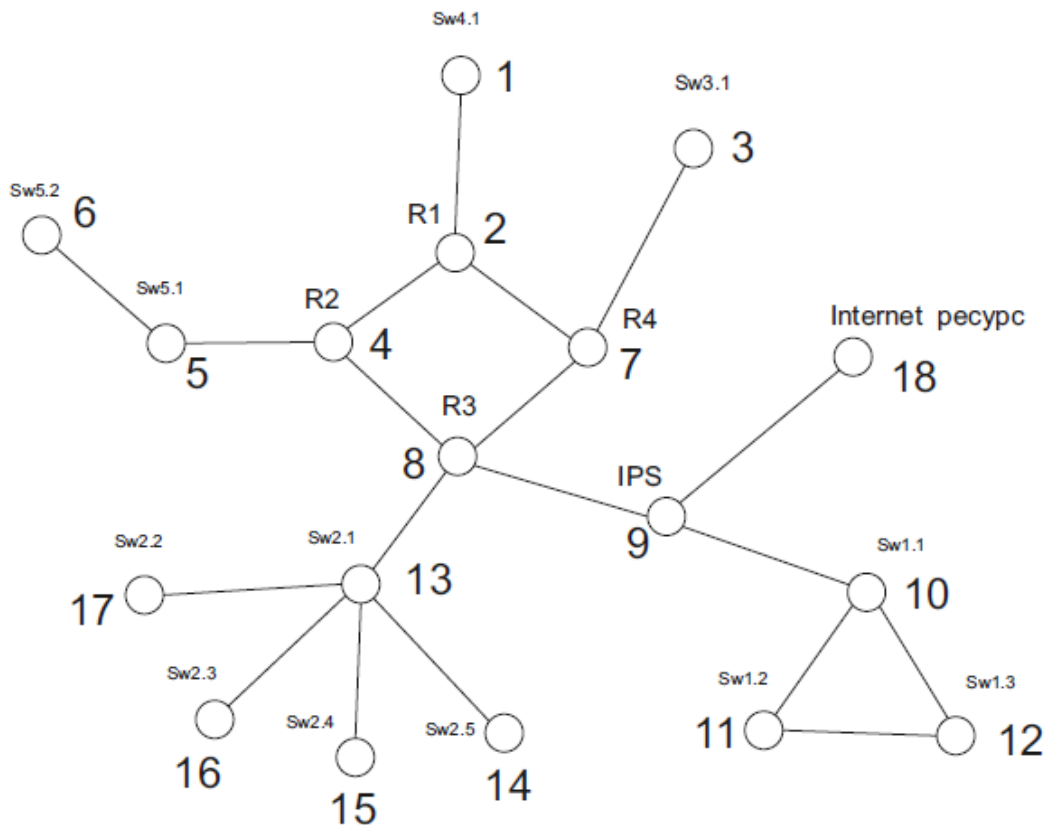 Sw4.1
1
Sw3.1
3
Sw5.2
6
R1
2
Sw5.1
R2
R4
Internet ресурс
5
4
7
18
R3
8
IPS
9
Sw2.2
Sw2.1
Sw1.1
17
13
10
Sw2.3
Sw1.2
Sw1.3
Sw2.4
Sw2.5
11
12
16
15
14